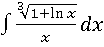 ∫ ∛(1+ln x)/x dx